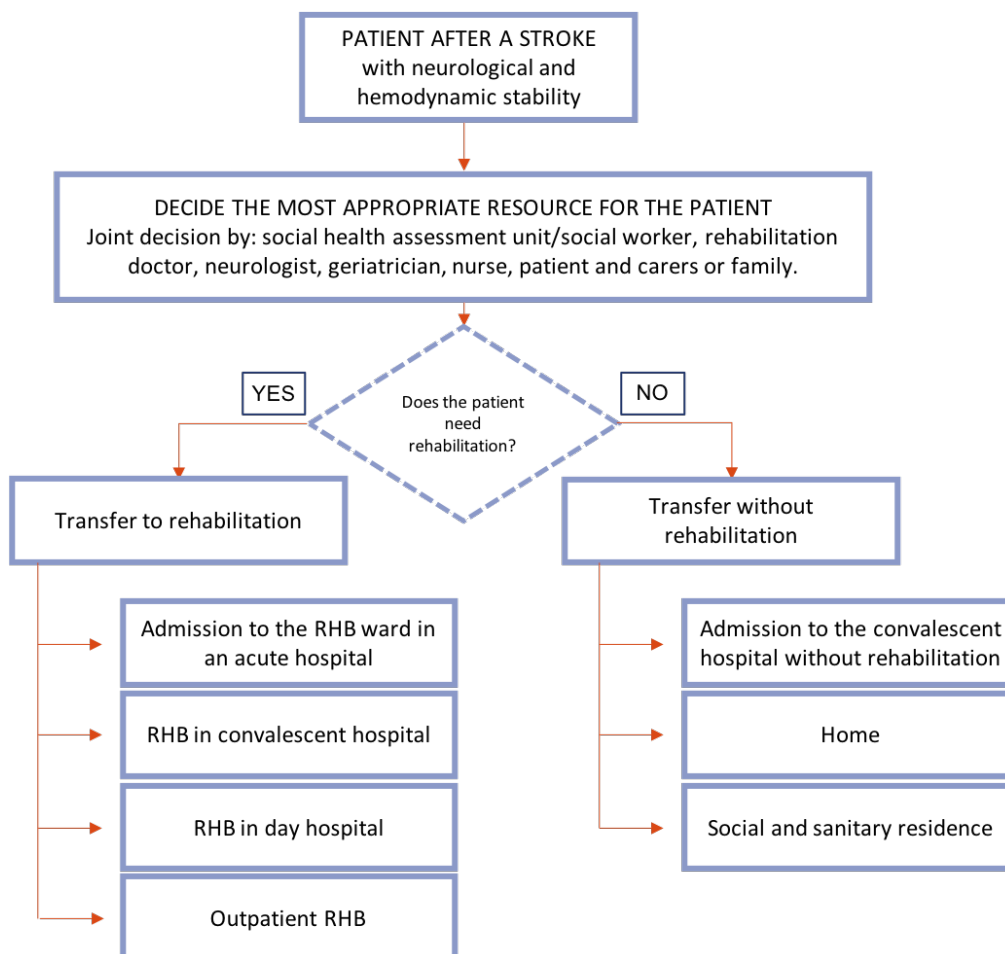 PATIENT AFTER A STROKE
with neurological and
hemodynamic stability
DECIDE THE MOST APPROPRIATE RESOURCE FOR THE PATIENT
Joint decision by: social health assessment unit/social worker, rehabilitation
doctor, neurologist, geriatrician, nurse, patient and carers or family.
YES
Does the patient
need
rehabilitation?
NO
Transfer to rehabilitation
Transfer without
rehabilitation
Admission to the RHB ward in
an acute hospital
RHB in convalescent hospital
RHB in day hospital
Outpatient RHB
Admission to the convalescent
hospital without rehabilitation
Home
Social and sanitary residence